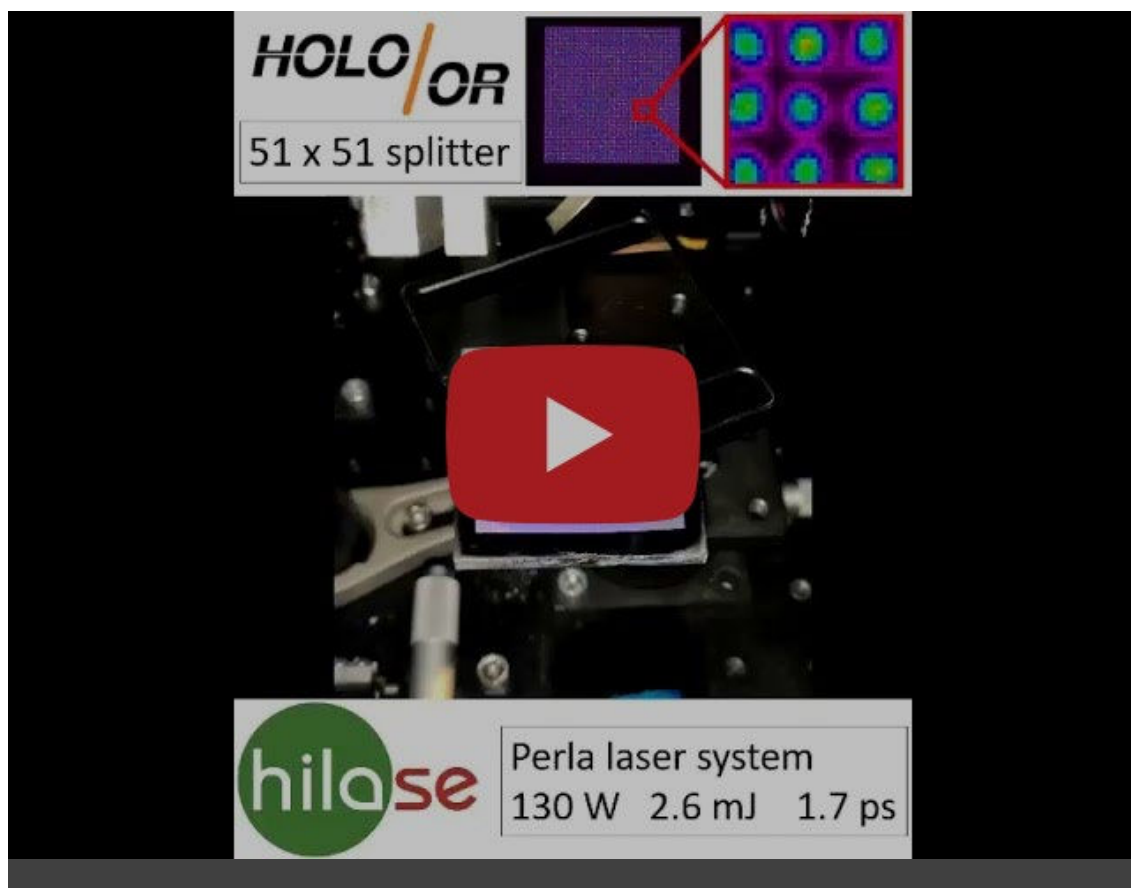 HOLO/OR
51 x 51 splitter
hilase
Perla laser system
130 W 2.6 mJ 1.7 ps